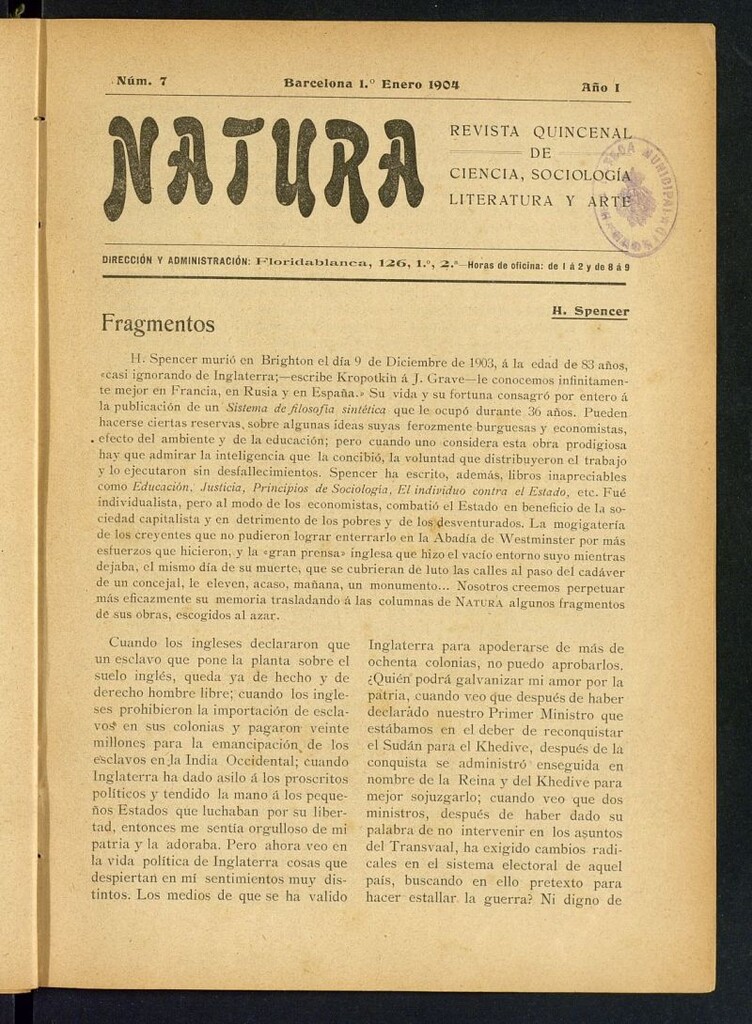 Núm. 7
Barcelona 1.º Enero 1904
Año I
NATURA
REVISTA QUINCENAL
DE
CIENCIA, SOCIOLOGÍA
LITERATURA Y ARTE
DIRECCIÓN Y ADMINISTRACIÓN: Floridablanca, 126, 1.º, 2.ª—Horas de oficina: de 1 á 2 y de 8 á 9
H. Spencer
Fragmentos
H. Spencer murió en Brighton el día 9 de Diciembre de 1903, á la edad de 83 años,
«casi ignorando de Inglaterra;—escribe Kropotkin á J. Grave—le conocemos infinitamen-
te mejor en Francia, en Rusia y en España.» Su vida y su fortuna consagró por entero á
la publicación de un Sistema de filosofía sintética que le ocupó durante 36 años. Pueden
hacerse ciertas reservas sobre algunas ideas suyas ferozmente burguesas y economistas,
efecto del ambiente y de la educación; pero cuando uno considera esta obra prodigiosa
hay que admirar la inteligencia que la concibió, la voluntad que distribuyeron el trabajo
y lo ejecutaron sin desfallecimientos. Spencer ha escrito, además, libros inapreciables
como Educación, Justicia, Principios de Sociología, El individuo contra el Estado, etc. Fué
individualista, pero al modo de los economistas, combatió el Estado en beneficio de la so-
ciedad capitalista y en detrimento de los pobres y de los desventurados. La mogigatería
de los creyentes que no pudieron lograr enterrarlo en la Abadía de Westminster por más
esfuerzos que hicieron, y la «gran prensa» inglesa que hizo el vacío entorno suyo mientras
dejaba, el mismo día de su muerte, que se cubrieran de luto las calles al paso del cadáver
de un concejal, le eleven, acaso, mañana, un monumento... Nosotros creemos perpetuar
más eficazmente su memoria trasladando á las columnas de NATURA algunos fragmentos
de sus obras, escogidos al azar.
Cuando los ingleses declararon que
un esclavo que pone la planta sobre el
suelo inglés, queda ya de hecho y de
derecho hombre libre; cuando los ingle-
ses prohibieron la importación de escla-
vos en sus colonias y pagaron veinte
millones para la emancipación de los
esclavos en la India Occidental; cuando
Inglaterra ha dado asilo á los proscritos
políticos y tendido la mano á los peque-
ños Estados que luchaban por su liber-
tad, entonces me sentía orgulloso de mi
patria y la adoraba. Pero ahora veo en
la vida política de Inglaterra cosas que
despiertan en mí sentimientos muy dis-
tintos. Los medios de que se ha valido
Inglaterra para apoderarse de más de
ochenta colonias, no puedo aprobarlos.
¿Quién podrá galvanizar mi amor por la
patria, cuando veo que después de haber
declarado nuestro Primer Ministro que
estábamos en el deber de reconquistar
el Sudán para el Khedive, después de la
conquista se administró enseguida en
nombre de la Reina y del Khedive para
mejor sojuzgarlo; cuando veo que dos
ministros, después de haber dado su
palabra de no intervenir en los asuntos
del Transvaal, ha exigido cambios radi-
cales en el sistema electoral de aquel
país, buscando en ello pretexto para
hacer estallar la guerra? Ni digno de